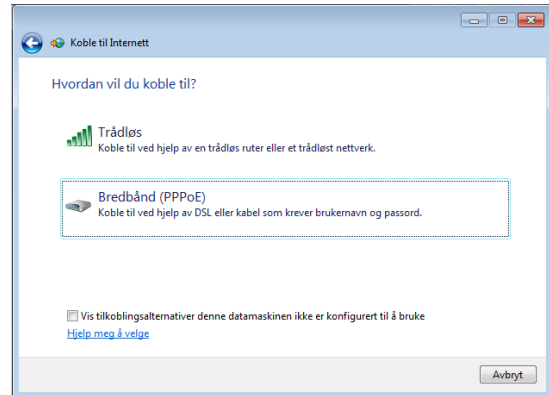 Koble til Internett
Hvordan vil du koble til?
Trådløs
Koble til ved hjelp av en trådløs ruter eller et trådløst nettverk.
Bredbånd (PPPoE)
Koble til ved hjelp av DSL eller kabel som krever brukernavn og passord.
Vis tilkoblingsalternativer denne datamaskinen ikke er konfigurert til å bruke
Hjelp meg å velge
Avbryt